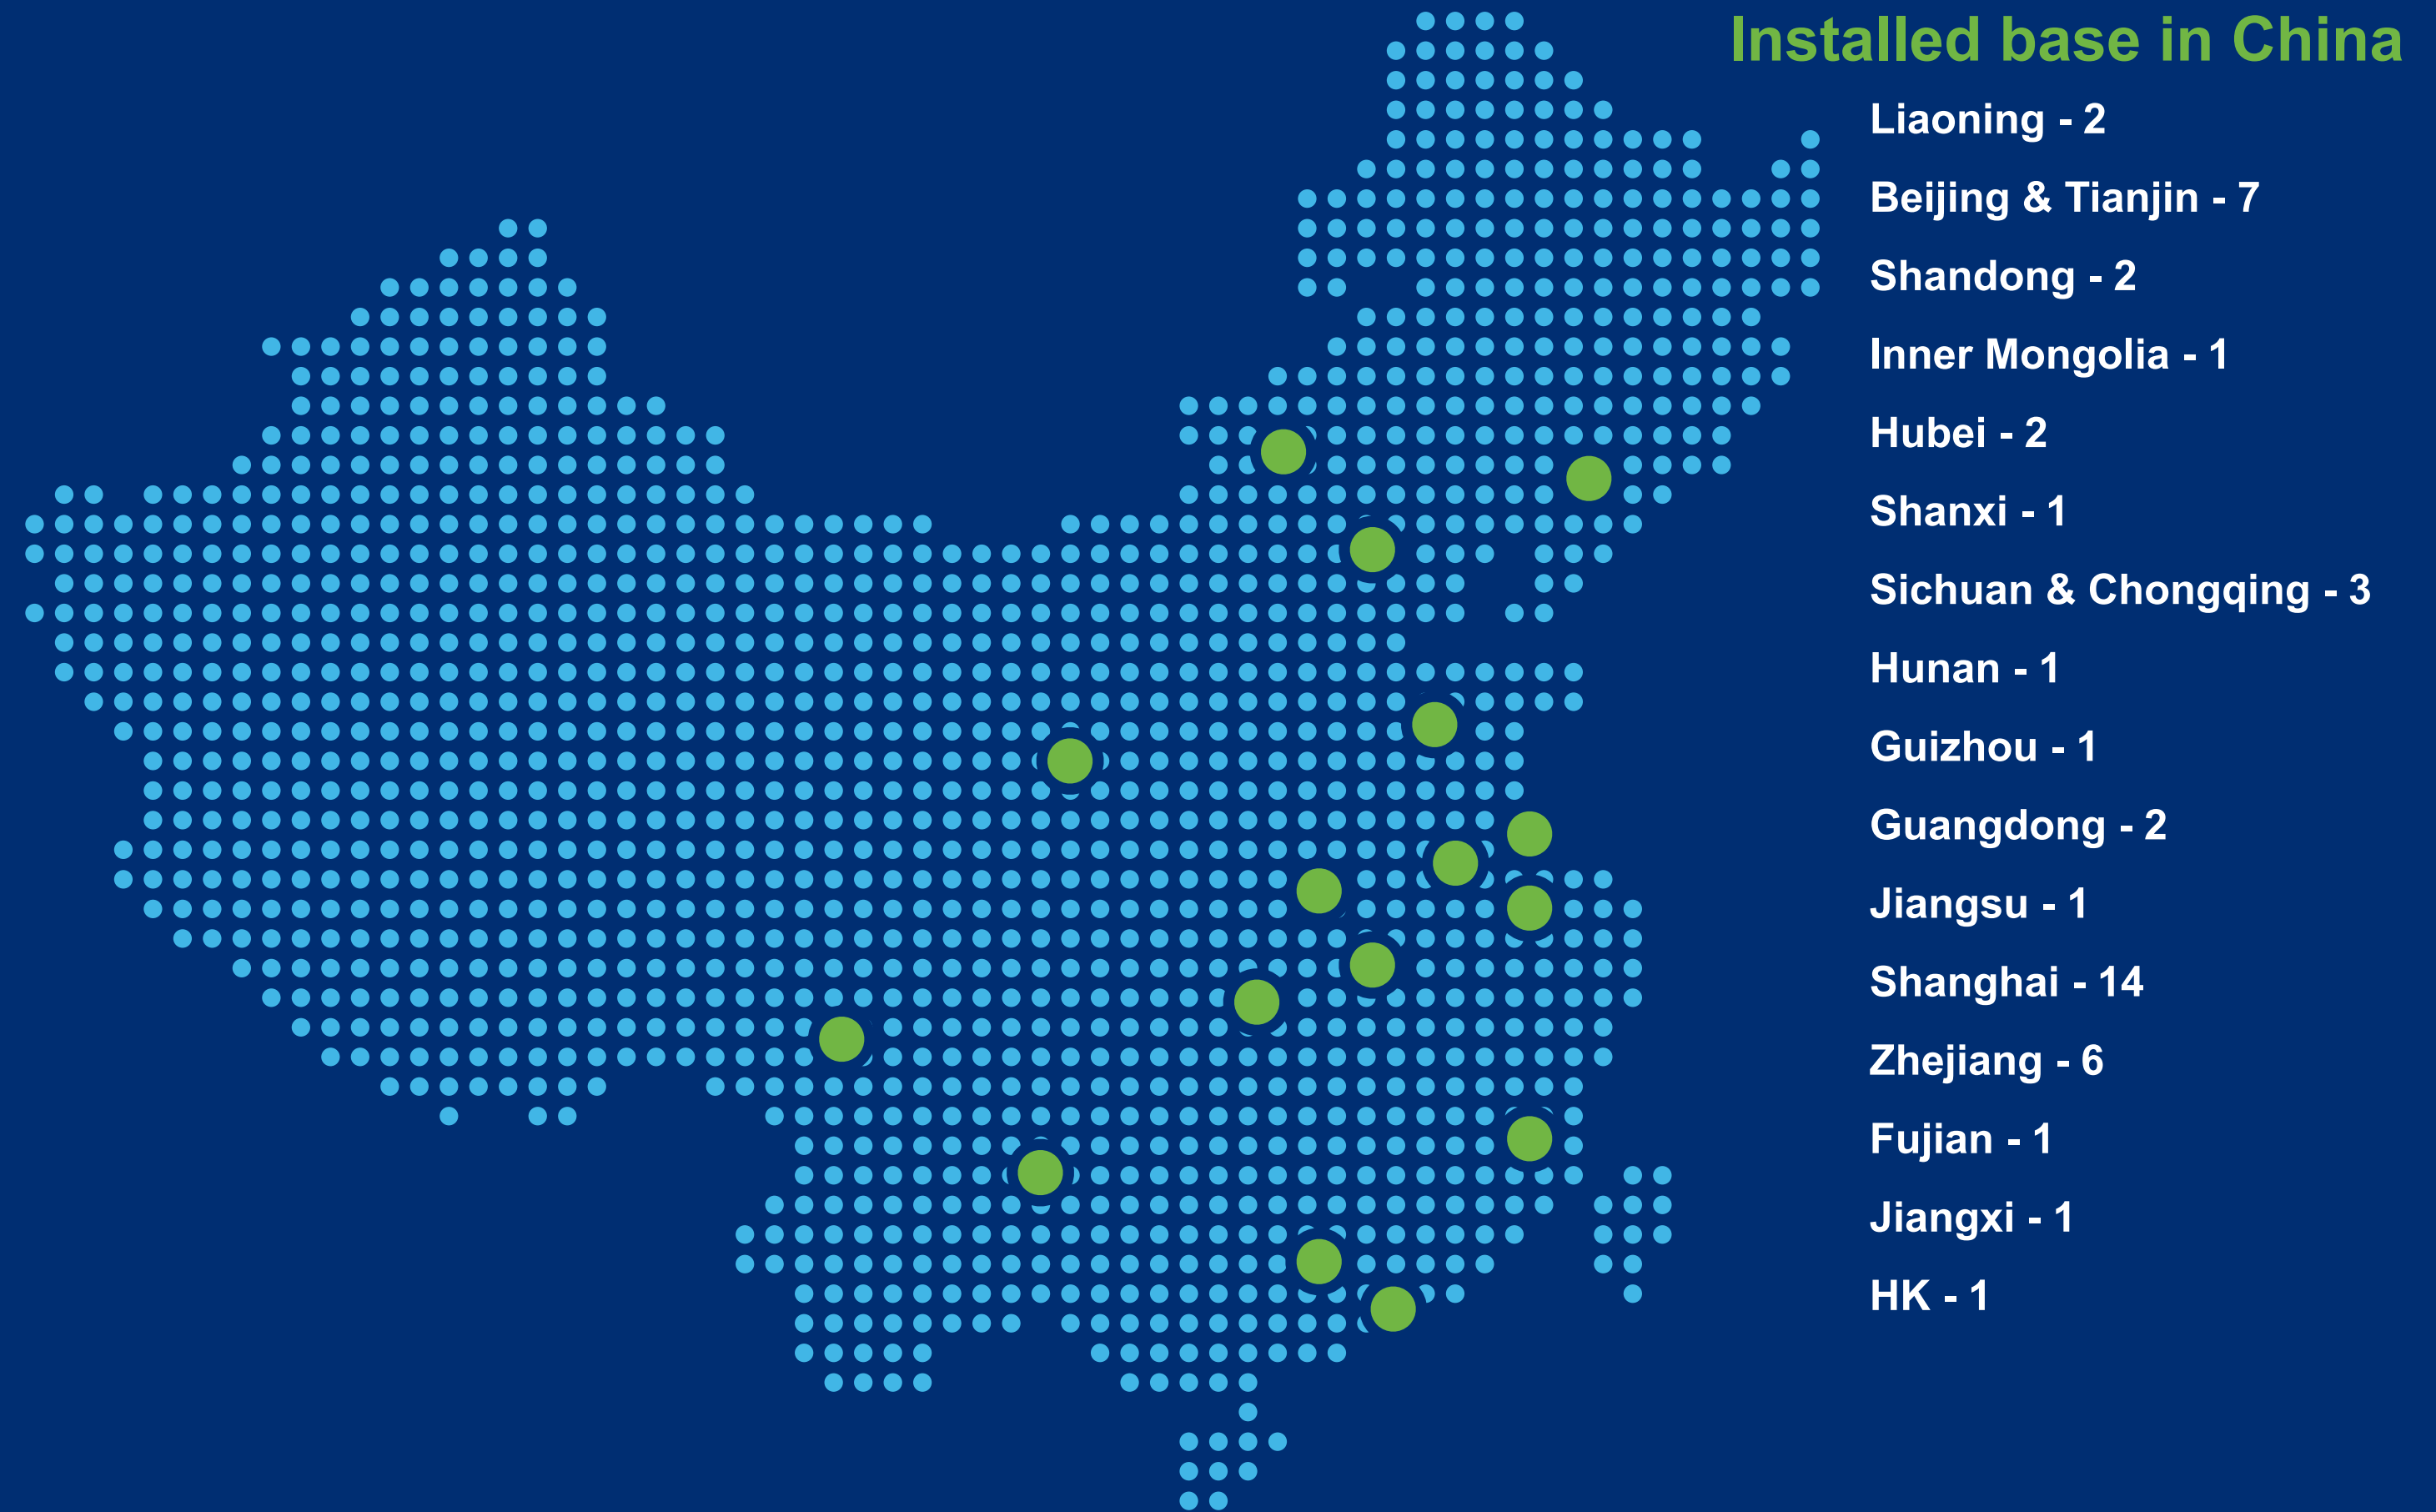 Installed base in China
Liaoning - 2
Beijing & Tianjin - 7
Shandong - 2
Inner Mongolia - 1
Hubei - 2
Shanxi - 1
Sichuan & Chongqing - 3
Hunan - 1
Guizhou - 1
Guangdong - 2
Jiangsu - 1
Shanghai - 14
Zhejiang - 6
Fujian - 1
Jiangxi - 1
HK - 1